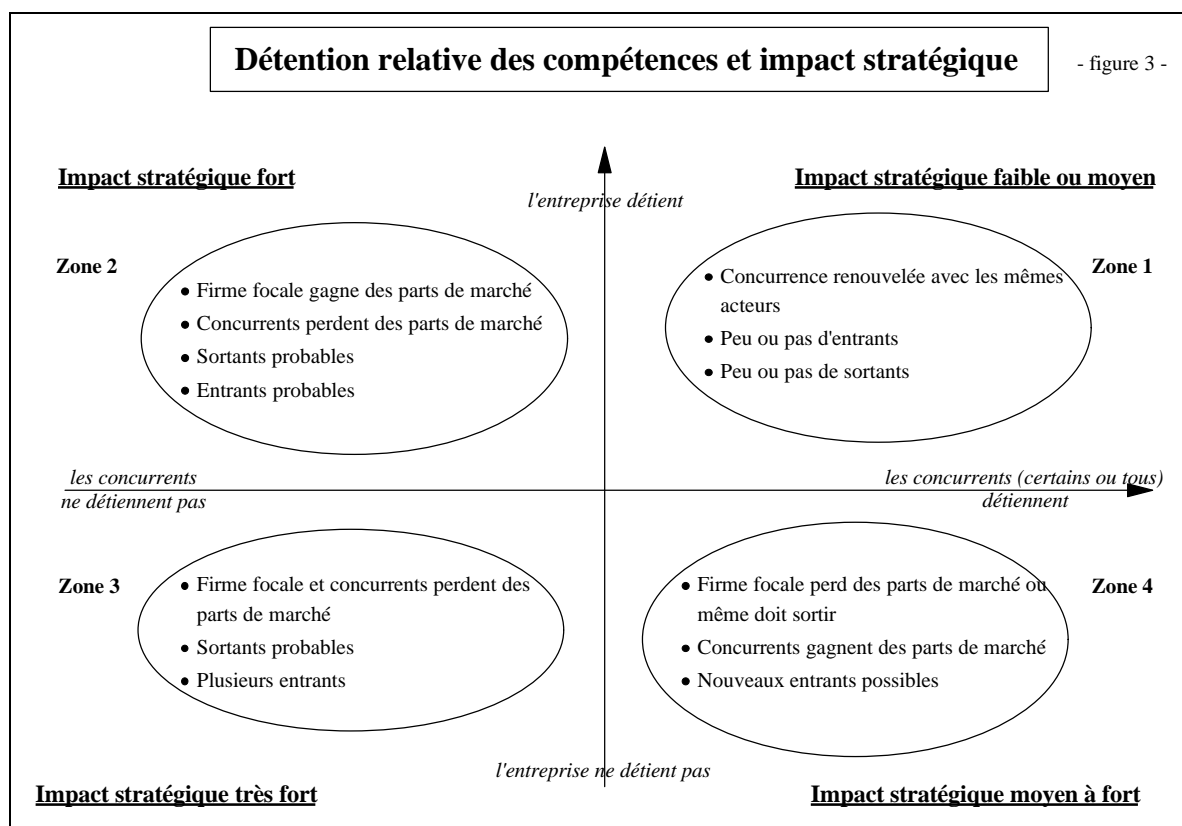 Détention relative des compétences et impact stratégique
- figure 3 -
Impact stratégique fort
Impact stratégique faible ou moyen
l'entreprise détient
Zone 2
• Firme focale gagne des parts de marché
• Concurrents perdent des parts de marché
• Sortants probables
• Entrants probables
Zone 1
• Concurrence renouvelée avec les mêmes
acteurs
• Peu ou pas d'entrants
• Peu ou pas de sortants
les concurrents
ne détiennent pas
les concurrents (certains ou tous)
détiennent
Zone 3
• Firme focale et concurrents perdent des
parts de marché
• Sortants probables
• Plusieurs entrants
Zone 4
• Firme focale perd des parts de marché ou
même doit sortir
• Concurrents gagnent des parts de marché
• Nouveaux entrants possibles
l'entreprise ne détient pas
Impact stratégique très fort
Impact stratégique moyen à fort